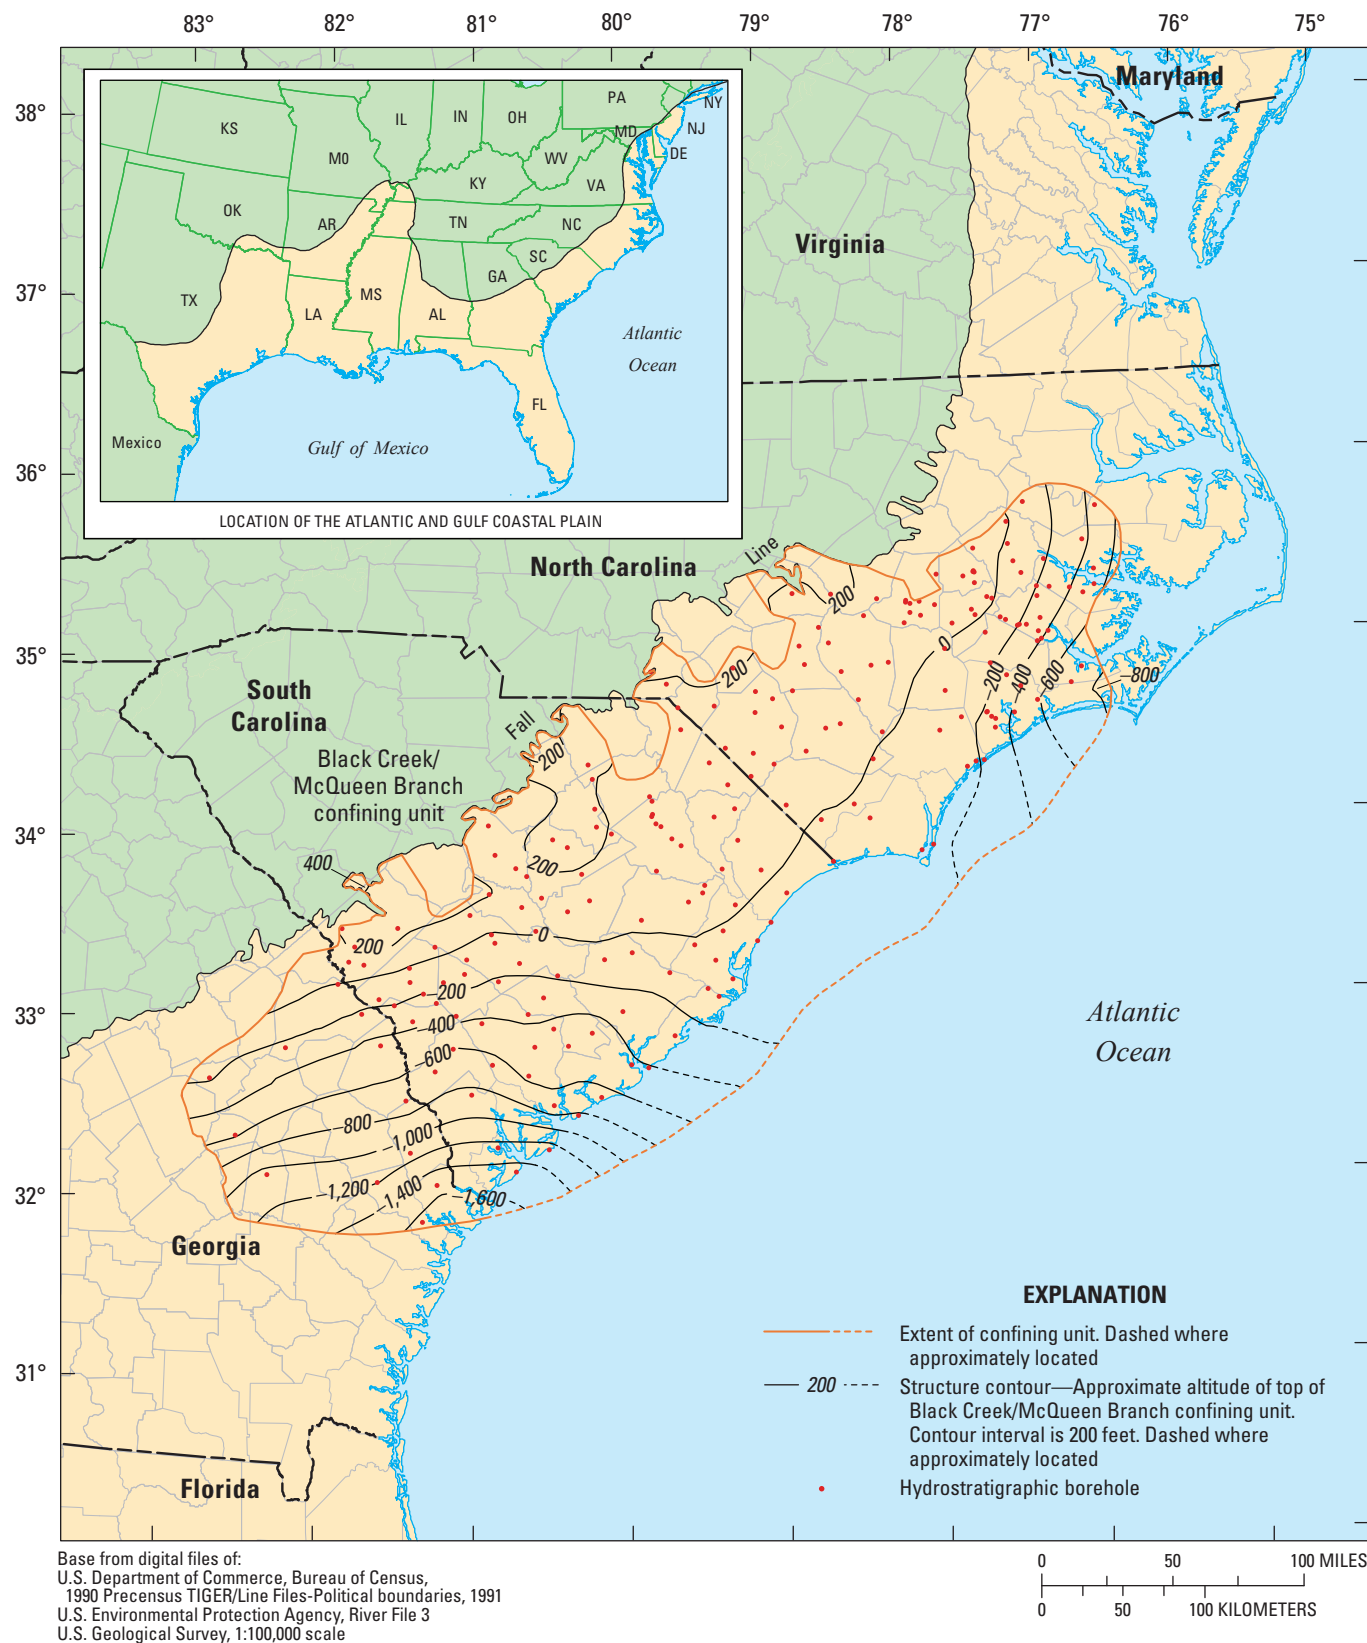 83° 82° 81° 80° 79° 78° 77° 76° 75°
38°
37°
36°
35°
34°
33°
32°
31°
KS
MO
IL
IN
OH
PA
NY
NJ
MD
DE
WV
VA
KY
OK
AR
TN
NC
SC
GA
TX
LA
MS
AL
FL
Mexico
Gulf of Mexico
Atlantic
Ocean
LOCATION OF THE ATLANTIC AND GULF COASTAL PLAIN
Maryland
Virginia
North Carolina
South
Carolina
Georgia
Florida
Fall
Line
Black Creek/
McQueen Branch
confining unit
200
200
0
–200
–400
–600
–800
200
200
400
200
0
–200
–400
–600
–800
–1,000
–1,200
–1,400
–1,600
Atlantic
Ocean
EXPLANATION
Extent of confining unit. Dashed where
approximately located
200
Structure contour—Approximate altitude of top of
Black Creek/McQueen Branch confining unit.
Contour interval is 200 feet. Dashed where
approximately located
Hydrostratigraphic borehole
Base from digital files of:
U.S. Department of Commerce, Bureau of Census,
1990 Precensus TIGER/Line Files-Political boundaries, 1991
U.S. Environmental Protection Agency, River File 3
U.S. Geological Survey, 1:100,000 scale
0 50 100 MILES
0 50 100 KILOMETERS